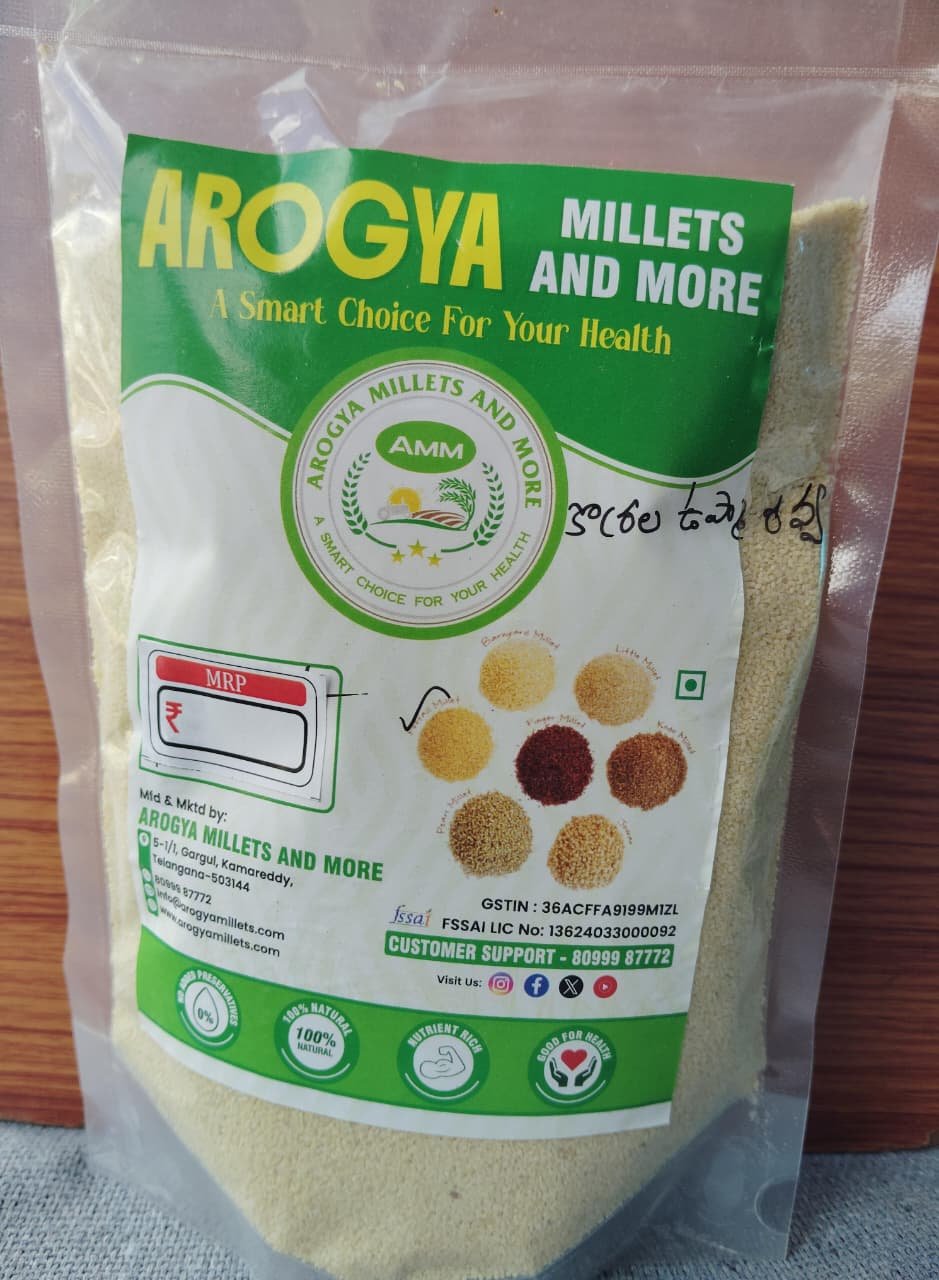 AROGYA
MILLETS
AND MORE
A Smart Choice For Your Health
AROGYA MILLETS AND MORE
AMM
A SMART CHOICE FOR YOUR HEALTH
కొర్రల ఉప్మా రవ్వ
MRP
₹
Barnyard Millet
Little Millet
Finger Millet
Kodo Millet
Pearl Millet
Mfd & Mktd by:
AROGYA MILLETS AND MORE
5-1/1, Gargul, Kamareddy,
Telangana-503144
80999 87772
info@arogyamillets.com
www.arogyamillets.com
GSTIN : 36ACFFA9199M1ZL
fssai
FSSAI LIC No: 13624033000092
CUSTOMER SUPPORT - 80999 87772
Visit Us:
NO ADDED PRESERVATIVES
0%
100% NATURAL
100%
NATURAL
NUTRIENT RICH
GOOD FOR HEALTH